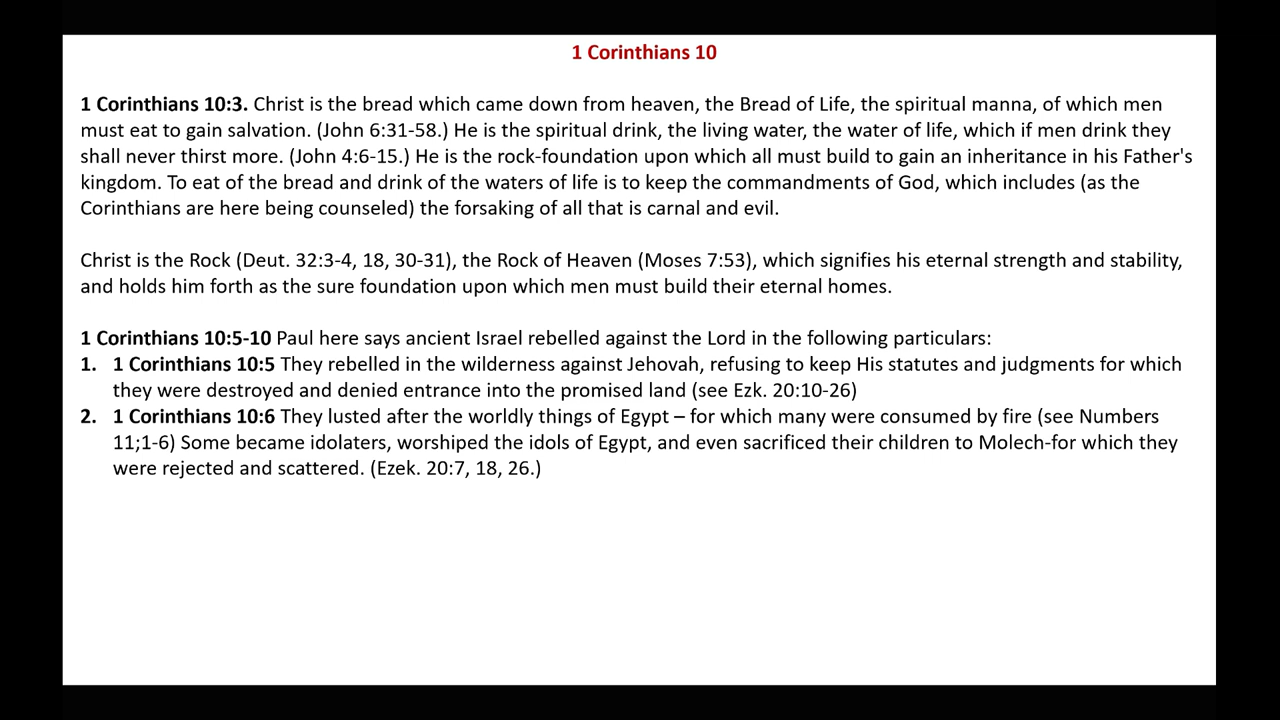 1 Corinthians 10
1 Corinthians 10:3. Christ is the bread which came down from heaven, the Bread of Life, the spiritual manna, of which men
must eat to gain salvation. (John 6:31-58.) He is the spiritual drink, the living water, the water of life, which if men drink they
shall never thirst more. (John 4:6-15.) He is the rock-foundation upon which all must build to gain an inheritance in his Father's
kingdom. To eat of the bread and drink of the waters of life is to keep the commandments of God, which includes (as the
Corinthians are here being counseled) the forsaking of all that is carnal and evil.
Christ is the Rock (Deut. 32:3-4, 18, 30-31), the Rock of Heaven (Moses 7:53), which signifies his eternal strength and stability,
and holds him forth as the sure foundation upon which men must build their eternal homes.
1 Corinthians 10:5-10 Paul here says ancient Israel rebelled against the Lord in the following particulars:
1. 1 Corinthians 10:5 They rebelled in the wilderness against Jehovah, refusing to keep His statutes and judgments for which
they were destroyed and denied entrance into the promised land (see Ezk. 20:10-26)
2. 1 Corinthians 10:6 They lusted after the worldly things of Egypt – for which many were consumed by fire (see Numbers
11;1-6) Some became idolaters, worshiped the idols of Egypt, and even sacrificed their children to Molech-for which they
were rejected and scattered. (Ezek. 20:7, 18, 26.)